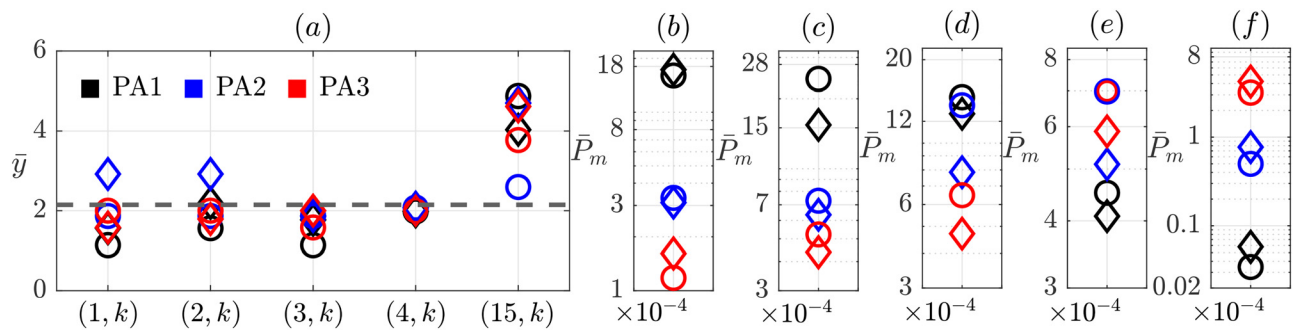 (a)
6
4
2
0
ȳ
PA1 PA2 PA3
(1, k) (2, k) (3, k) (4, k) (15, k)
(b)
18
8
3
1
P̄m
×10⁻⁴
(c)
28
15
7
3
P̄m
×10⁻⁴
(d)
20
12
6
3
P̄m
×10⁻⁴
(e)
8
6
4
3
P̄m
×10⁻⁴
(f)
8
1
0.1
0.02
P̄m
×10⁻⁴